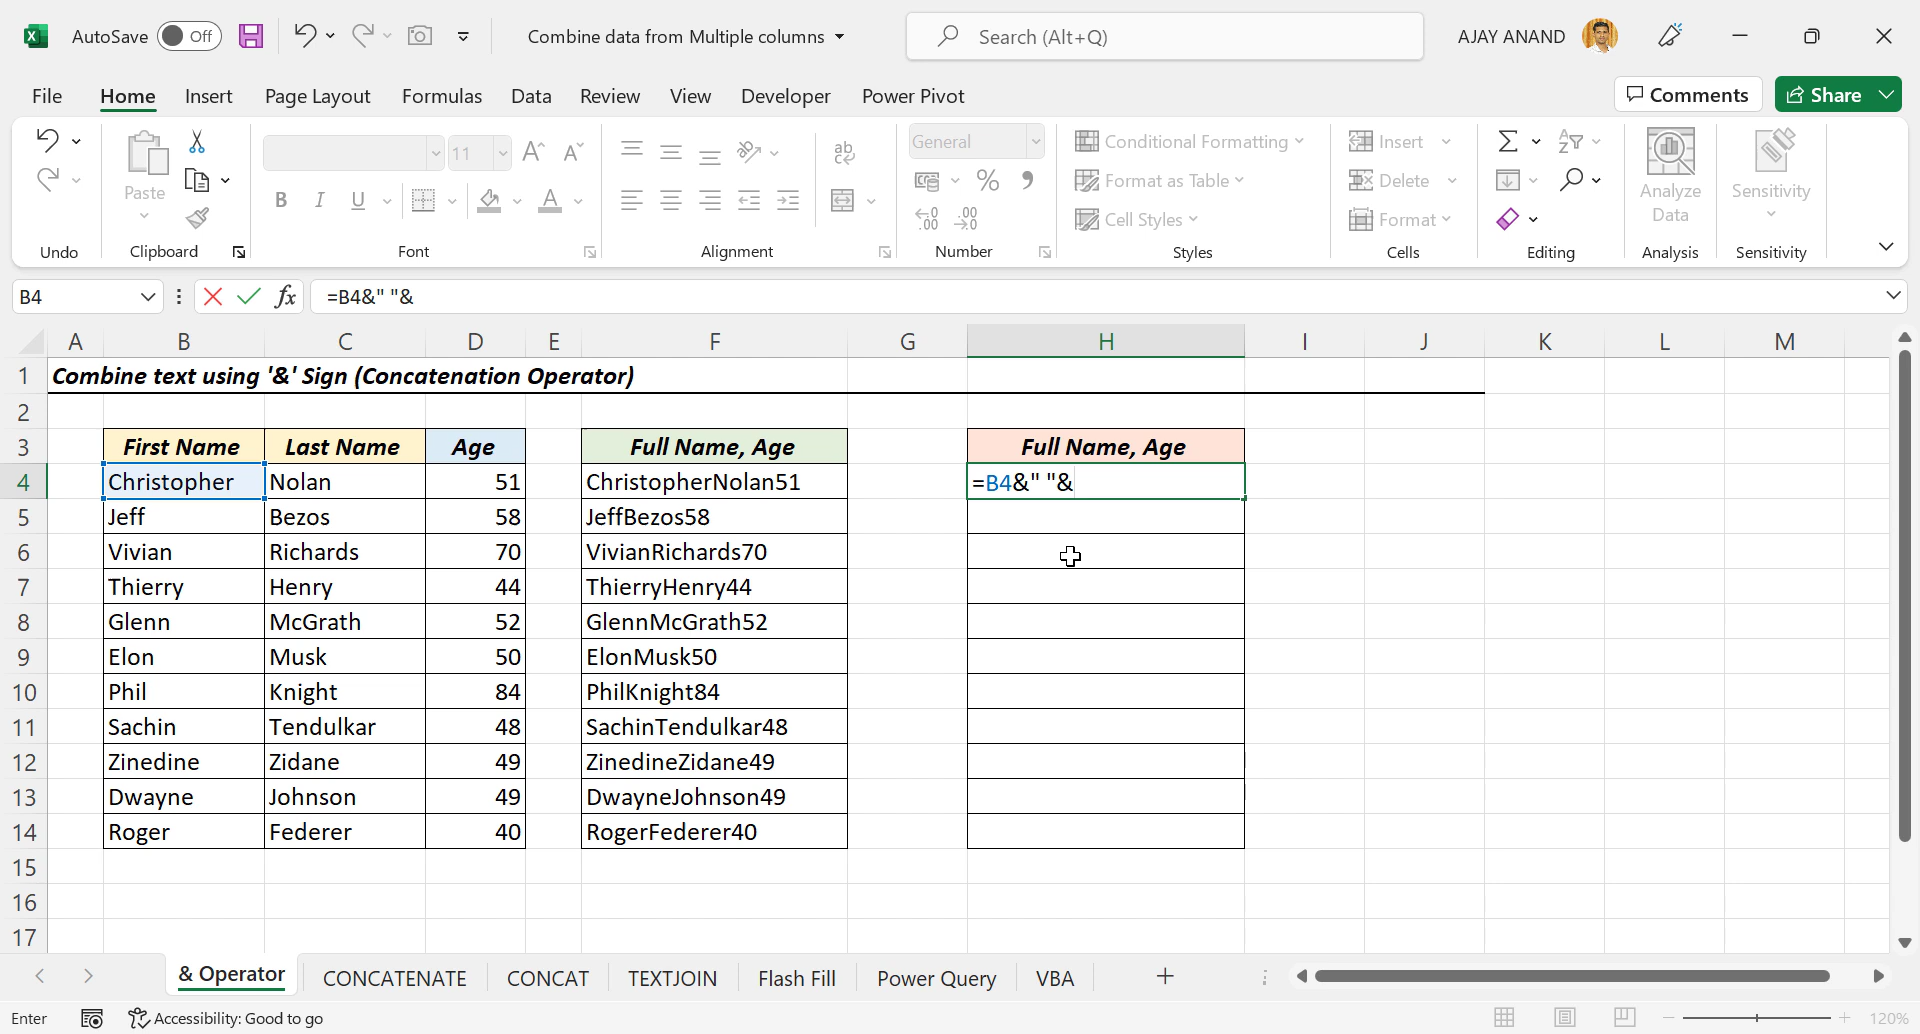 AutoSave Off Combine data from Multiple columns Search (Alt+Q) AJAY ANAND
File Home Insert Page Layout Formulas Data Review View Developer Power Pivot Comments Share
Undo
Paste
Clipboard
11
B I U A
Font
ab
Alignment
General
% 9
Number
Conditional Formatting
Format as Table
Cell Styles
Styles
Insert
Delete
Format
Cells
Editing
Analyze
Data
Analysis
Sensitivity
Sensitivity
B4 fx =B4&" "&
A B C D E F G H I J K L M
1 Combine text using '&' Sign (Concatenation Operator)
2
3 First Name Last Name Age Full Name, Age Full Name, Age
4 Christopher Nolan 51 ChristopherNolan51 =B4&" "&
5 Jeff Bezos 58 JeffBezos58
6 Vivian Richards 70 VivianRichards70
7 Thierry Henry 44 ThierryHenry44
8 Glenn McGrath 52 GlennMcGrath52
9 Elon Musk 50 ElonMusk50
10 Phil Knight 84 PhilKnight84
11 Sachin Tendulkar 48 SachinTendulkar48
12 Zinedine Zidane 49 ZinedineZidane49
13 Dwayne Johnson 49 DwayneJohnson49
14 Roger Federer 40 RogerFederer40
15
16
17
& Operator CONCATENATE CONCAT TEXTJOIN Flash Fill Power Query VBA
Enter Accessibility: Good to go 120%